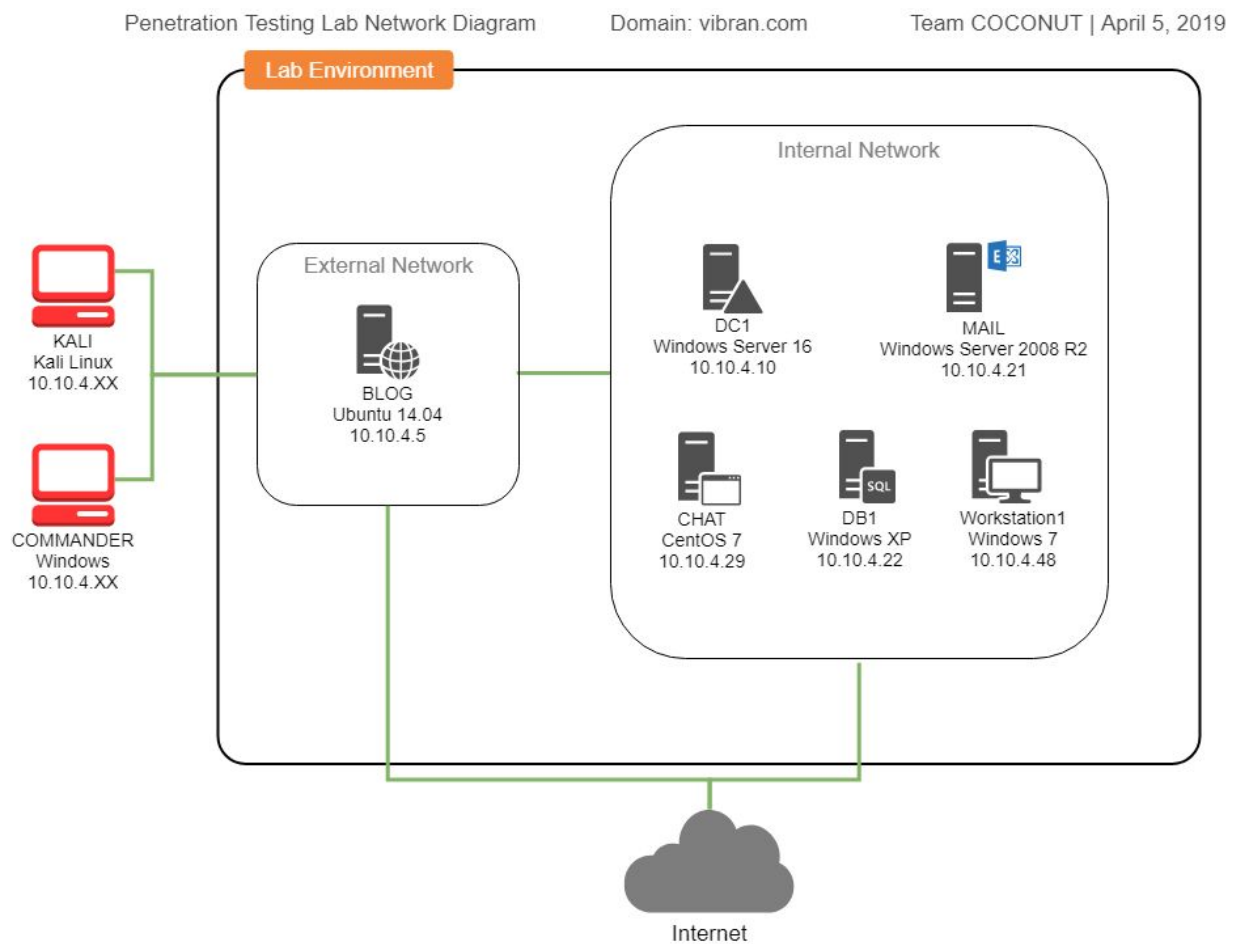 Penetration Testing Lab Network Diagram
Domain: vibran.com
Team COCONUT | April 5, 2019
Lab Environment
Internal Network
External Network
KALI
Kali Linux
10.10.4.XX
BLOG
Ubuntu 14.04
10.10.4.5
DC1
Windows Server 16
10.10.4.10
E
MAIL
Windows Server 2008 R2
10.10.4.21
COMMANDER
Windows
10.10.4.XX
CHAT
CentOS 7
10.10.4.29
SQL
DB1
Windows XP
10.10.4.22
Workstation1
Windows 7
10.10.4.48
Internet